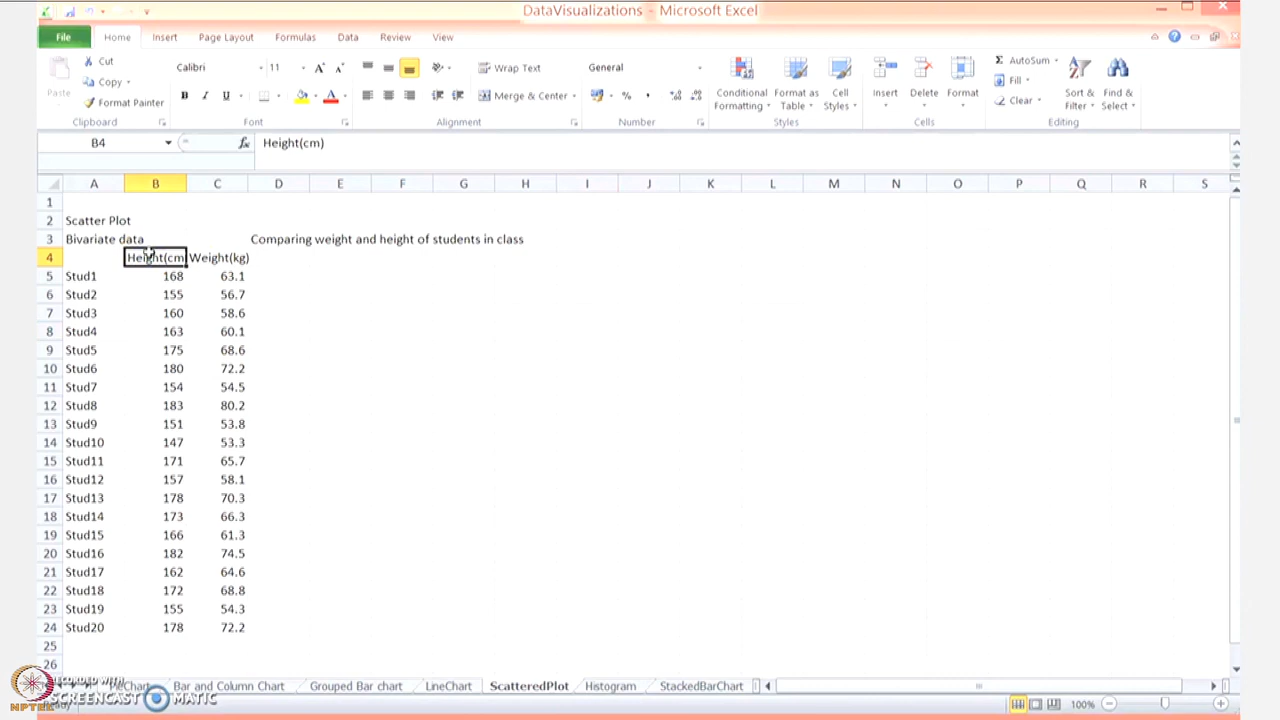 DataVisualizations - Microsoft Excel
File Home Insert Page Layout Formulas Data Review View
Cut
Copy
Format Painter
Paste
Clipboard
Calibri 11
B I U
Font
Wrap Text
Merge & Center
Alignment
General
Number
Conditional Formatting
Format as Table
Cell Styles
Styles
Insert
Delete
Format
Cells
AutoSum
Fill
Clear
Sort & Filter
Find & Select
Editing
B4 fx Height(cm)
A B C D E F G H I J K L M N O P Q R S
1
2 Scatter Plot
3 Bivariate data Comparing weight and height of students in class
4 Height(cm Weight(kg)
5 Stud1 168 63.1
6 Stud2 155 56.7
7 Stud3 160 58.6
8 Stud4 163 60.1
9 Stud5 175 68.6
10 Stud6 180 72.2
11 Stud7 154 54.5
12 Stud8 183 80.2
13 Stud9 151 53.8
14 Stud10 147 53.3
15 Stud11 171 65.7
16 Stud12 157 58.1
17 Stud13 178 70.3
18 Stud14 173 66.3
19 Stud15 166 61.3
20 Stud16 182 74.5
21 Stud17 162 64.6
22 Stud18 172 68.8
23 Stud19 155 54.3
24 Stud20 178 72.2
25
26
Bar and Column Chart Grouped Bar chart LineChart ScatteredPlot Histogram StackedBarChart
RECORDED WITH
SCREENCAST MATIC
NPTEL
100%